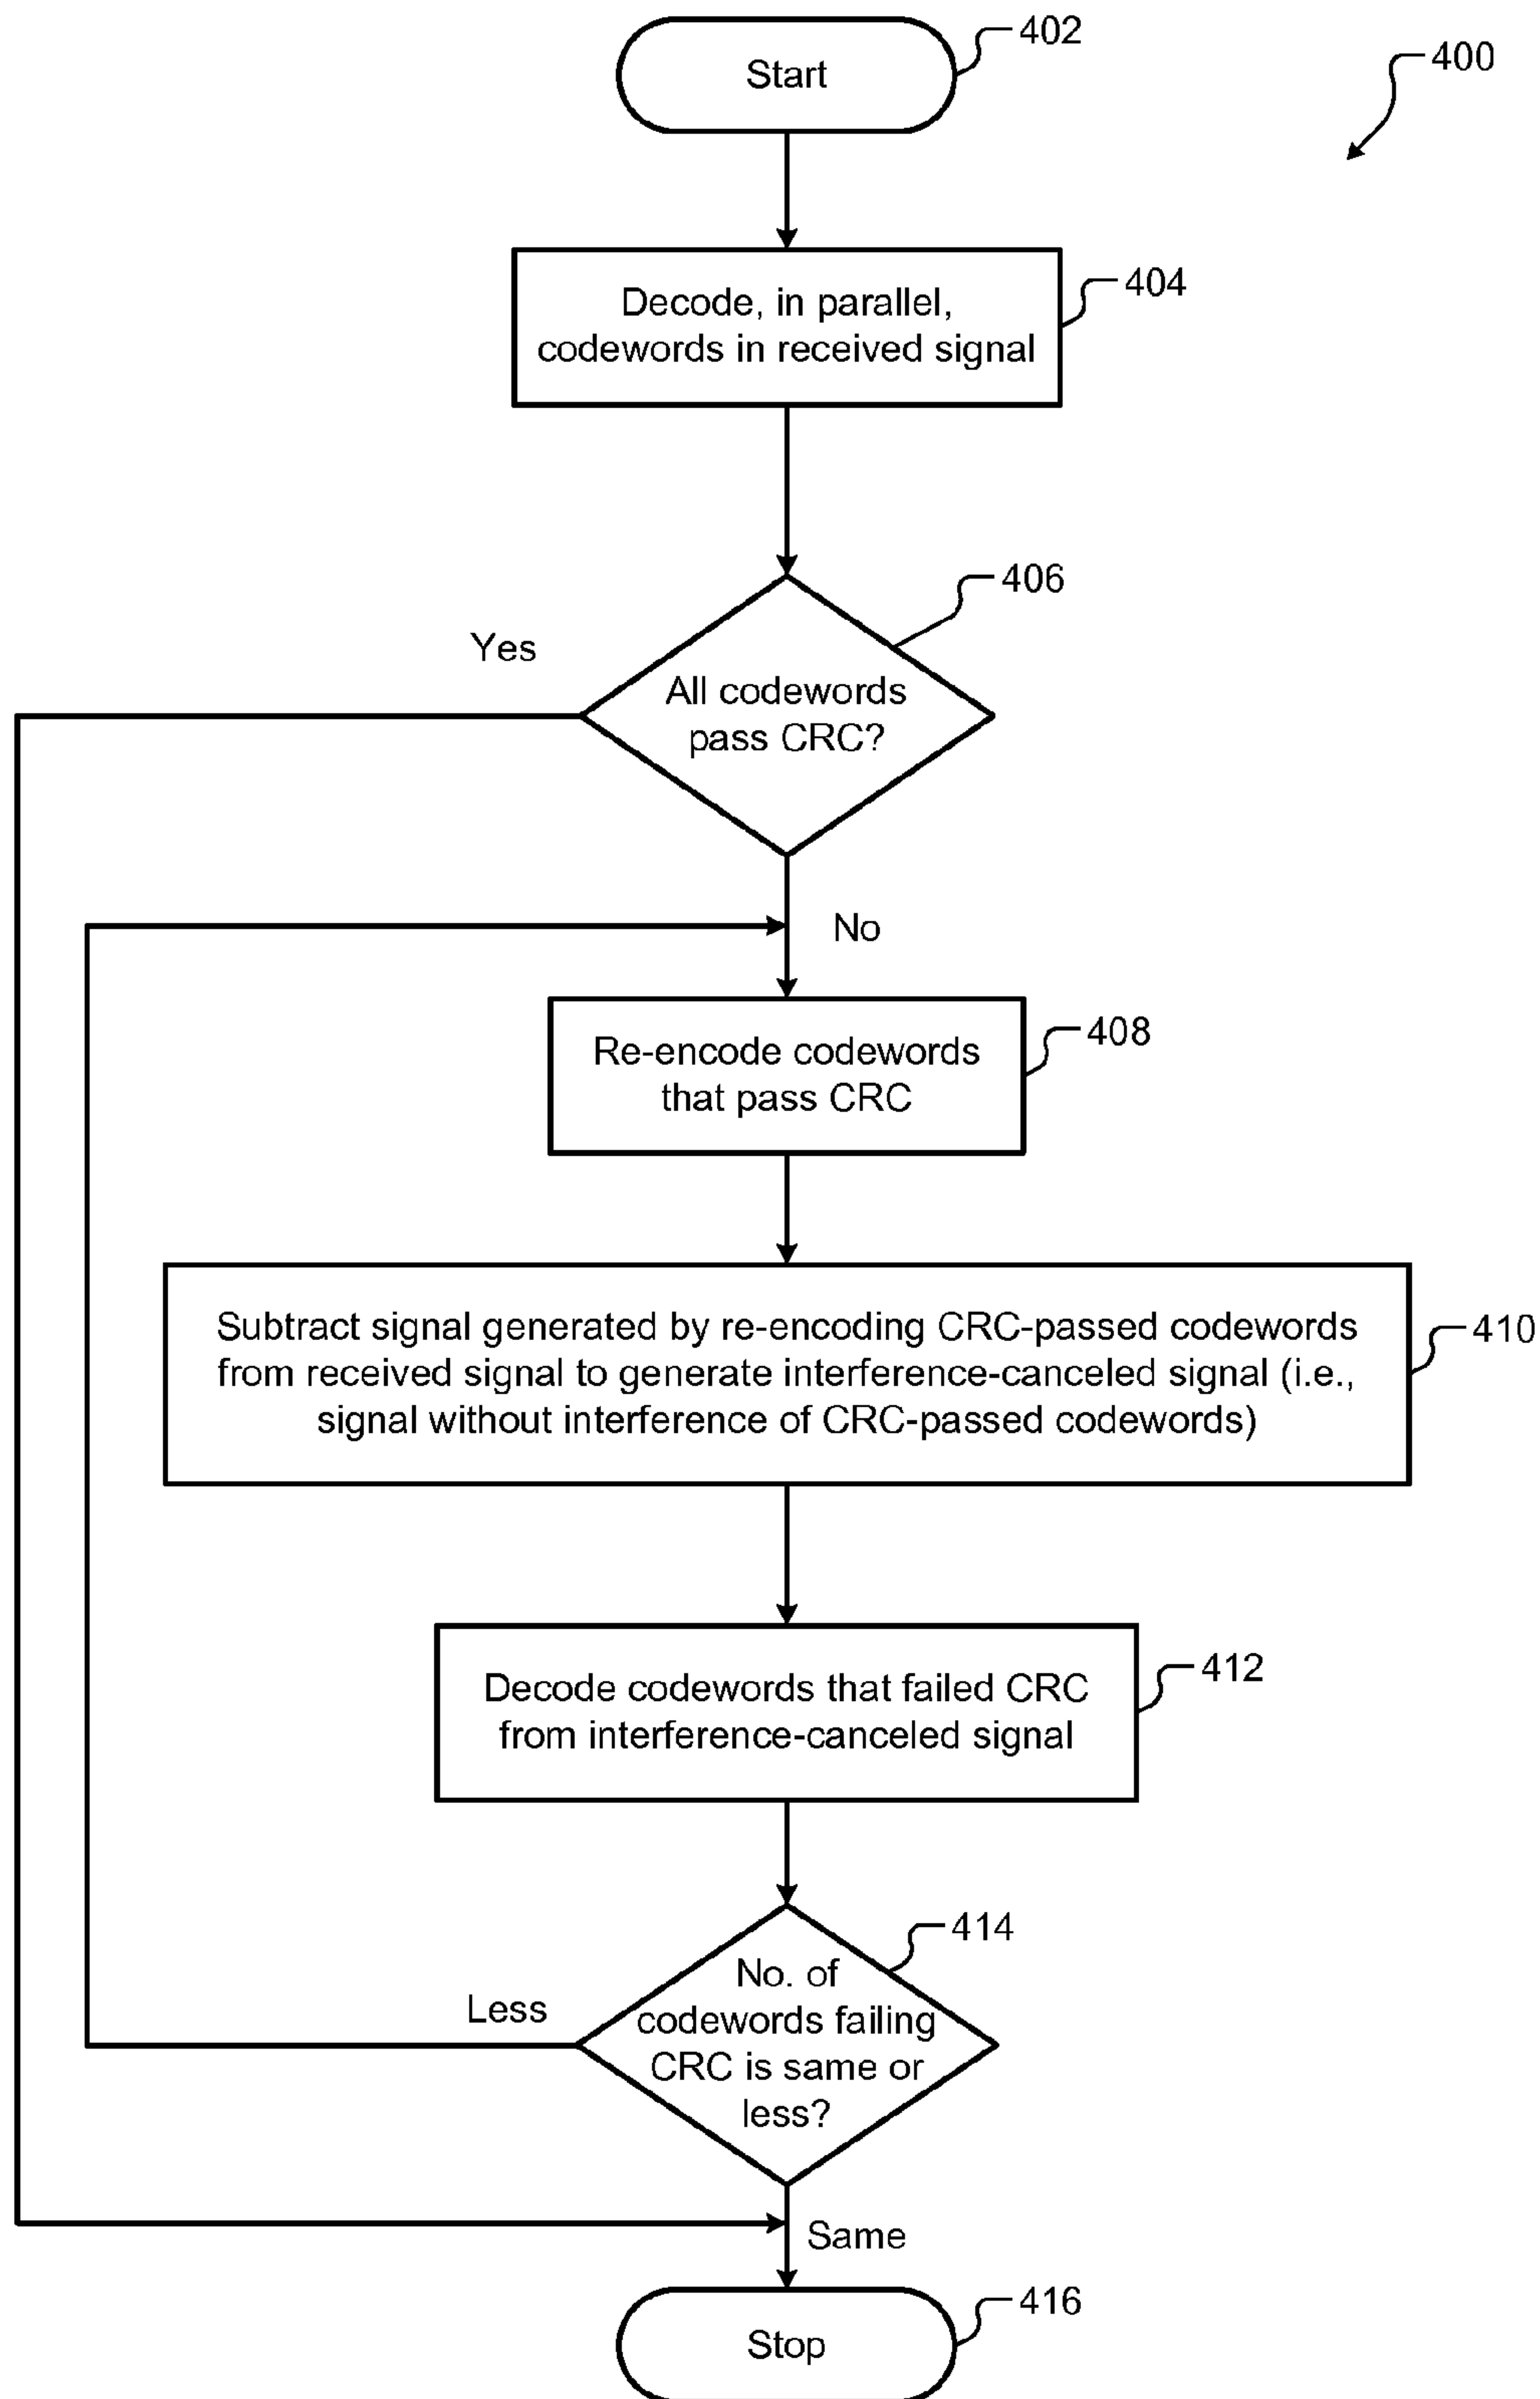 402
Start
400
Decode, in parallel,
codewords in received signal
404
406
Yes
All codewords
pass CRC?
No
Re-encode codewords
that pass CRC
408
Subtract signal generated by re-encoding CRC-passed codewords
from received signal to generate interference-canceled signal (i.e.,
signal without interference of CRC-passed codewords)
410
Decode codewords that failed CRC
from interference-canceled signal
412
414
No. of
codewords failing
CRC is same or
less?
Less
Same
416
Stop